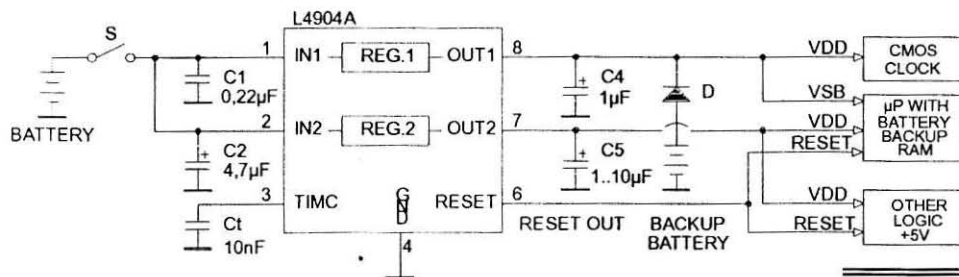 L4904A
S
1
IN1
REG.1
OUT1
8
VDD
CMOS
CLOCK
C1
0,22µF
C4
1µF
D
VSB
BATTERY
2
IN2
REG.2
OUT2
7
VDD
RESET
µP WITH
BATTERY
BACKUP
RAM
C2
4,7µF
C5
1..10µF
3
TIMC
GND
RESET
6
RESET OUT
BACKUP
BATTERY
VDD
RESET
OTHER
LOGIC
+5V
Ct
10nF
4